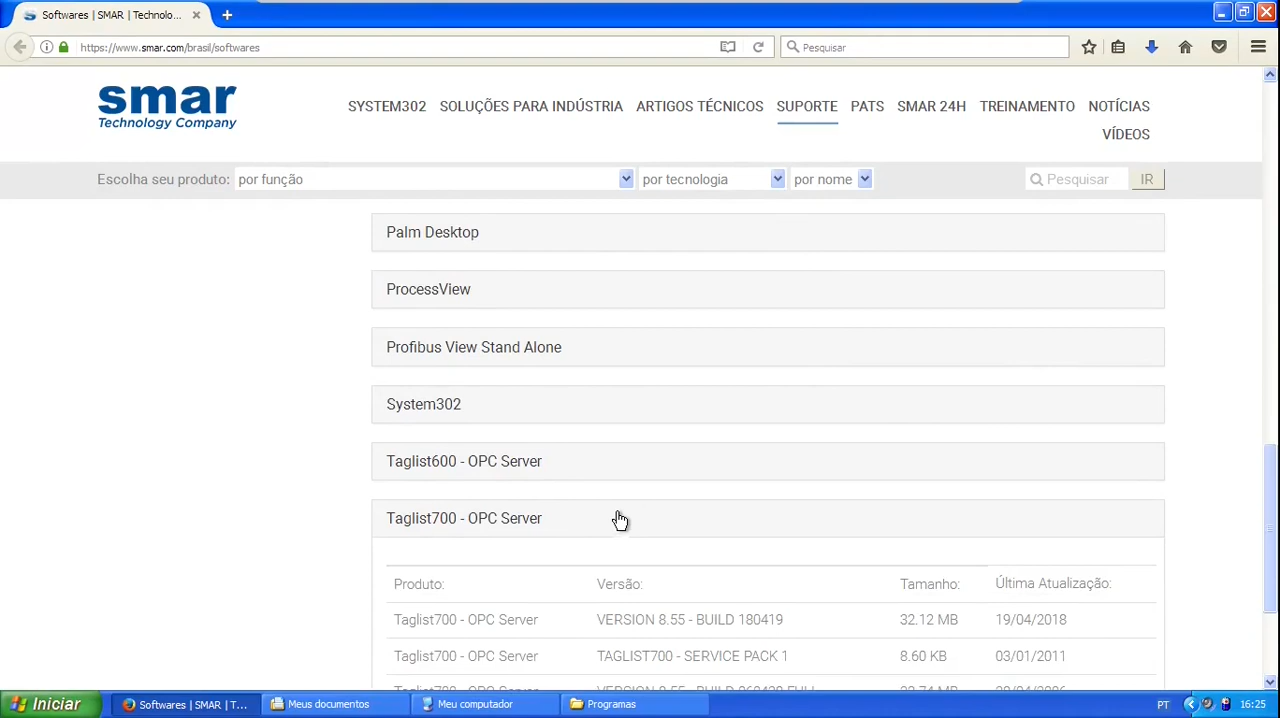 Softwares | SMAR | Technolo...
https://www.smar.com/brasil/softwares
Pesquisar
smar
Technology Company
SYSTEM302 SOLUÇÕES PARA INDÚSTRIA ARTIGOS TÉCNICOS SUPORTE PATS SMAR 24H TREINAMENTO NOTÍCIAS
VÍDEOS
Escolha seu produto: por função por tecnologia por nome Pesquisar IR
Palm Desktop
ProcessView
Profibus View Stand Alone
System302
Taglist600 - OPC Server
Taglist700 - OPC Server
Produto: Versão: Tamanho: Última Atualização:
Taglist700 - OPC Server VERSION 8.55 - BUILD 180419 32.12 MB 19/04/2018
Taglist700 - OPC Server TAGLIST700 - SERVICE PACK 1 8.60 KB 03/01/2011
Iniciar Softwares | SMAR | T... Meus documentos Meu computador Programas PT 16:25